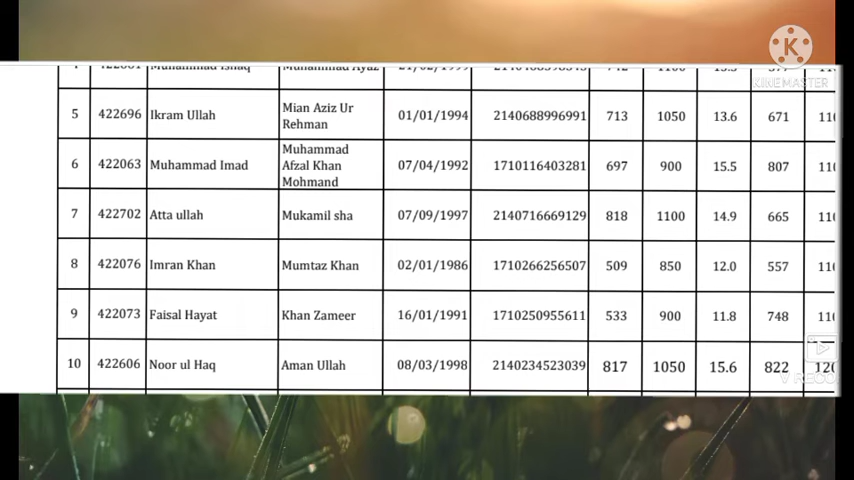 K
KINEMASTER
5 422696 Ikram Ullah Mian Aziz Ur Rehman 01/01/1994 2140688996991 713 1050 13.6 671
6 422063 Muhammad Imad Muhammad Afzal Khan Mohmand 07/04/1992 1710116403281 697 900 15.5 807
7 422702 Atta ullah Mukamil sha 07/09/1997 2140716669129 818 1100 14.9 665
8 422076 Imran Khan Mumtaz Khan 02/01/1986 1710266256507 509 850 12.0 557
9 422073 Faisal Hayat Khan Zameer 16/01/1991 1710250955611 533 900 11.8 748
10 422606 Noor ul Haq Aman Ullah 08/03/1998 2140234523039 817 1050 15.6 822